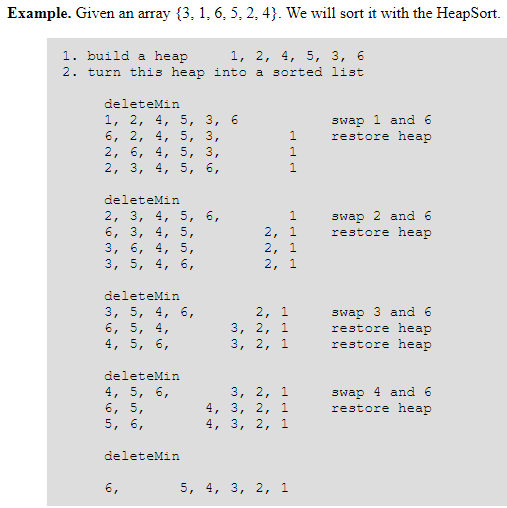 Example. Given an array {3, 1, 6, 5, 2, 4}. We will sort it with the HeapSort.
1. build a heap     1, 2, 4, 5, 3, 6
2. turn this heap into a sorted list
deleteMin
1, 2, 4, 5, 3, 6           swap 1 and 6
6, 2, 4, 5, 3,        1    restore heap
2, 6, 4, 5, 3,        1
2, 3, 4, 5, 6,        1
deleteMin
2, 3, 4, 5, 6,        1    swap 2 and 6
6, 3, 4, 5,        2, 1    restore heap
3, 6, 4, 5,        2, 1
3, 5, 4, 6,        2, 1
deleteMin
3, 5, 4, 6,        2, 1    swap 3 and 6
6, 5, 4,        3, 2, 1    restore heap
4, 5, 6,        3, 2, 1    restore heap
deleteMin
4, 5, 6,        3, 2, 1    swap 4 and 6
6, 5,        4, 3, 2, 1    restore heap
5, 6,        4, 3, 2, 1
deleteMin
6,        5, 4, 3, 2, 1